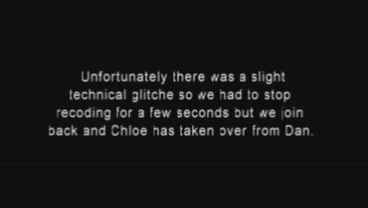 Unfortunately there was a slight
technical glitche so we had to stop
recoding for a few seconds but we join
back and Chloe has taken over from Dan.